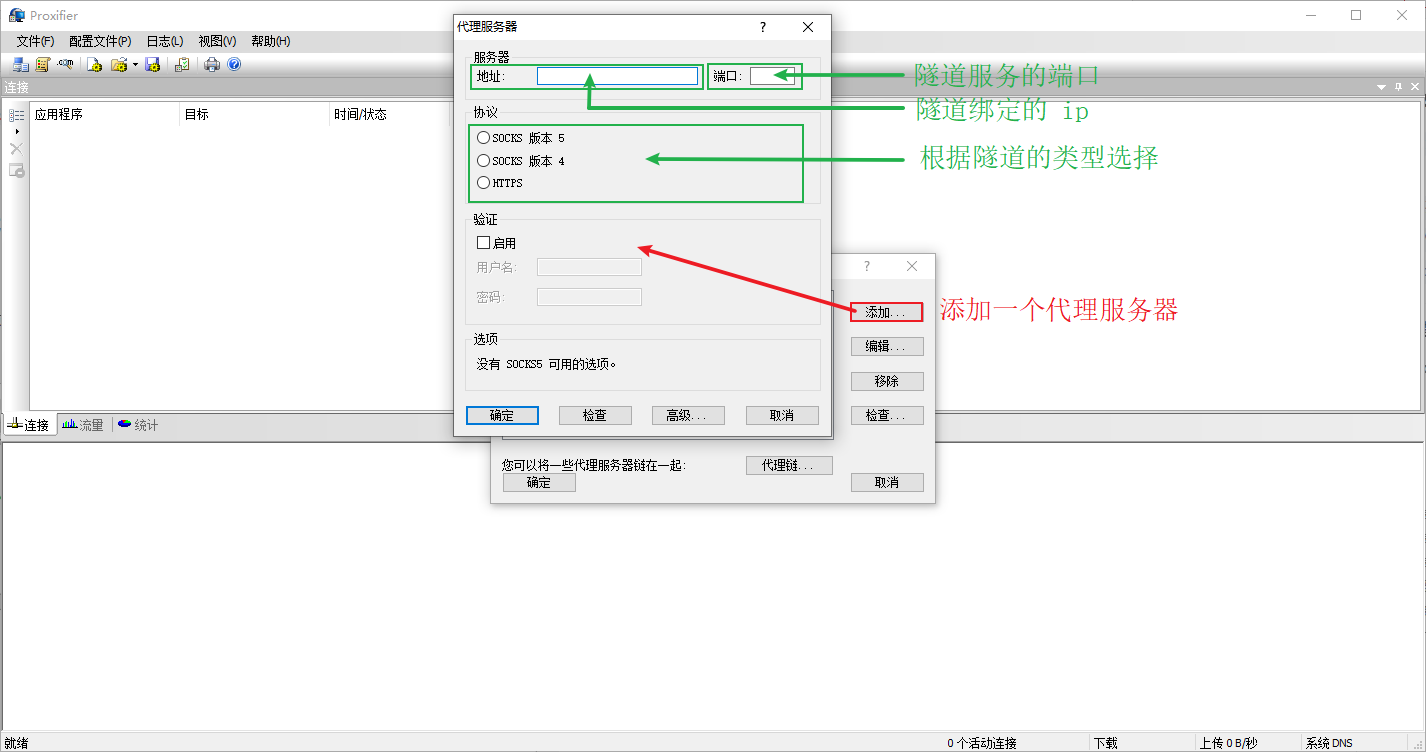 Proxifier
文件(F) 配置文件(P) 日志(L) 视图(V) 帮助(H)
连接
应用程序 目标 时间/状态
代理服务器 ?
服务器
地址: 端口:
隧道服务的端口
隧道绑定的 ip
协议
SOCKS 版本 5
SOCKS 版本 4
HTTPS
根据隧道的类型选择
验证
启用
用户名:
密码:
选项
没有 SOCKS5 可用的选项。
确定 检查 高级... 取消
?
添加...
添加一个代理服务器
编辑...
移除
检查...
您可以将一些代理服务器链在一起:
代理链...
确定 取消
连接 流量 统计
就绪 0 个活动连接 下载 上传 0 B/秒 系统 DNS